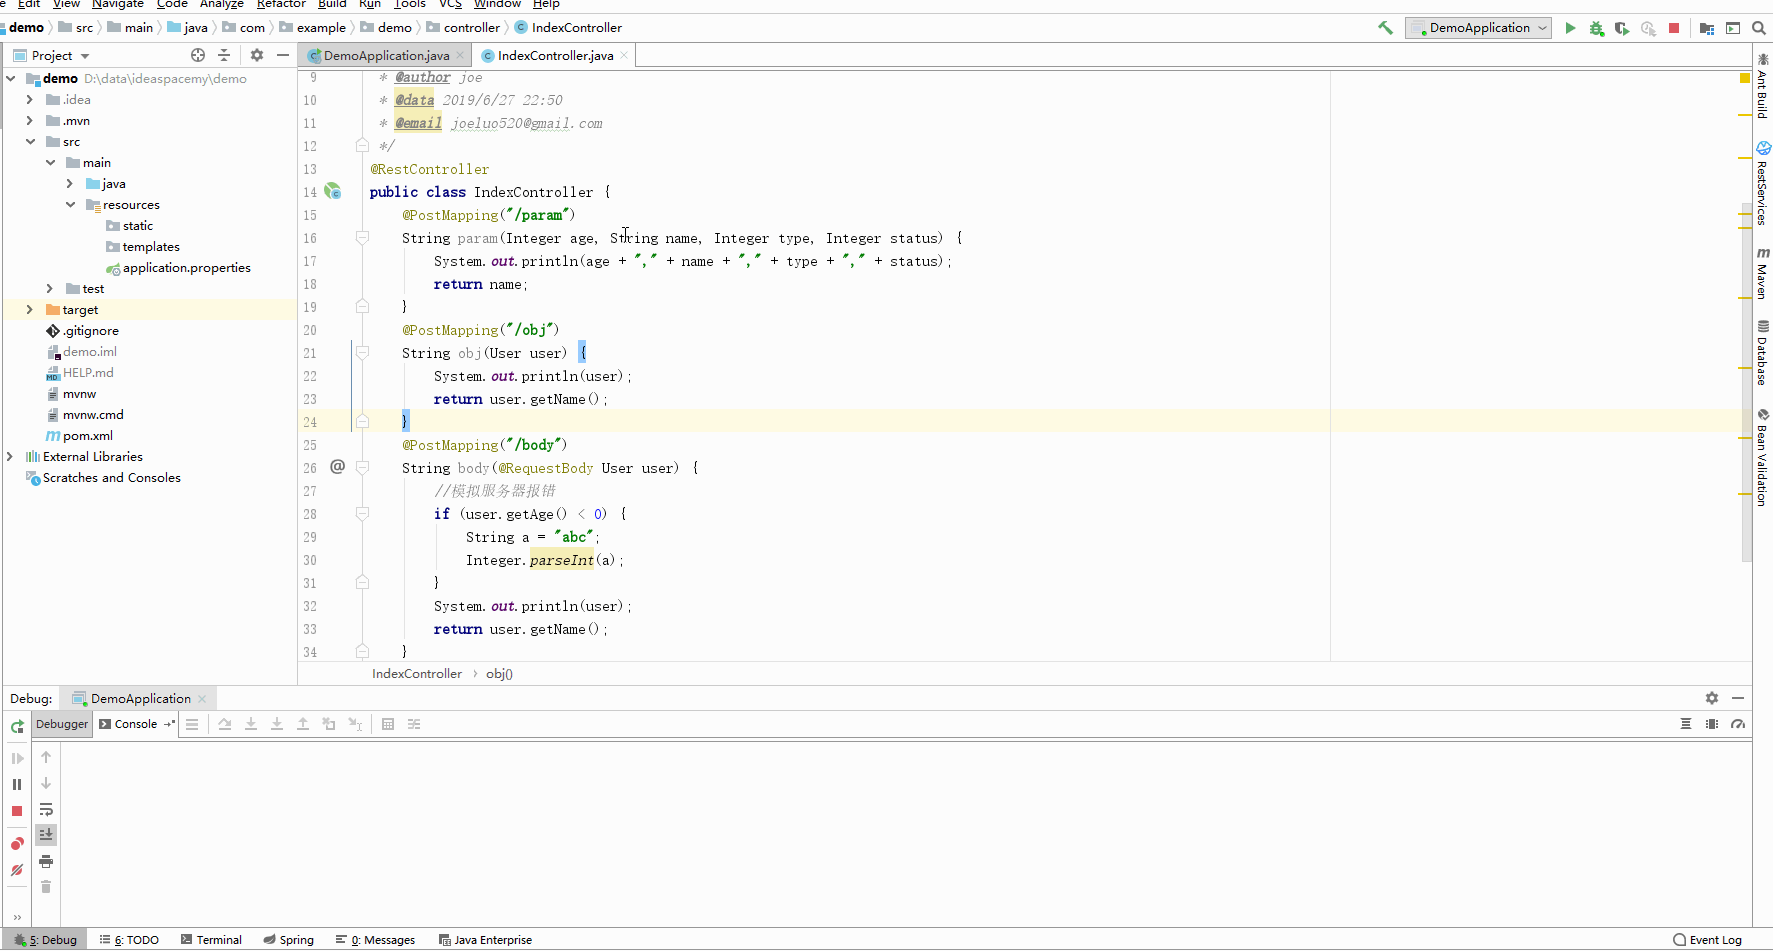 Edit View Navigate Code Analyze Refactor Build Run Tools VCS Window Help
demo src main java com example demo controller IndexController
DemoApplication
Project
DemoApplication.java
IndexController.java
demo D:\data\ideaspacemy\demo
.idea
.mvn
src
main
java
resources
static
templates
application.properties
test
target
.gitignore
demo.iml
HELP.md
mvnw
mvnw.cmd
pom.xml
External Libraries
Scratches and Consoles
9 * @author joe
10 * @data 2019/6/27 22:50
11 * @email joeluo520@gmail.com
12 */
13 @RestController
14 public class IndexController {
15 @PostMapping("/param")
16 String param(Integer age, String name, Integer type, Integer status) {
17 System.out.println(age + "," + name + "," + type + "," + status);
18 return name;
19 }
20 @PostMapping("/obj")
21 String obj(User user) {
22 System.out.println(user);
23 return user.getName();
24 }
25 @PostMapping("/body")
26 @ String body(@RequestBody User user) {
27 //模拟服务器报错
28 if (user.getAge() < 0) {
29 String a = "abc";
30 Integer.parseInt(a);
31 }
32 System.out.println(user);
33 return user.getName();
34 }
IndexController › obj()
Ant Build
RestServices
Maven
Database
Bean Validation
Debug: DemoApplication
Debugger Console
5: Debug 6: TODO Terminal Spring 0: Messages Java Enterprise Event Log